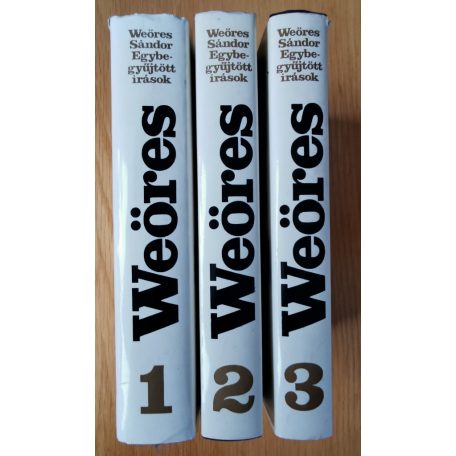 Weöres
Sándor
Egybe-
gyűjtött
írások
Weöres
1
Weöres
Sándor
Egybe-
gyűjtött
írások
Weöres
2
Weöres
Sándor
Egybe-
gyűjtött
írások
Weöres
3